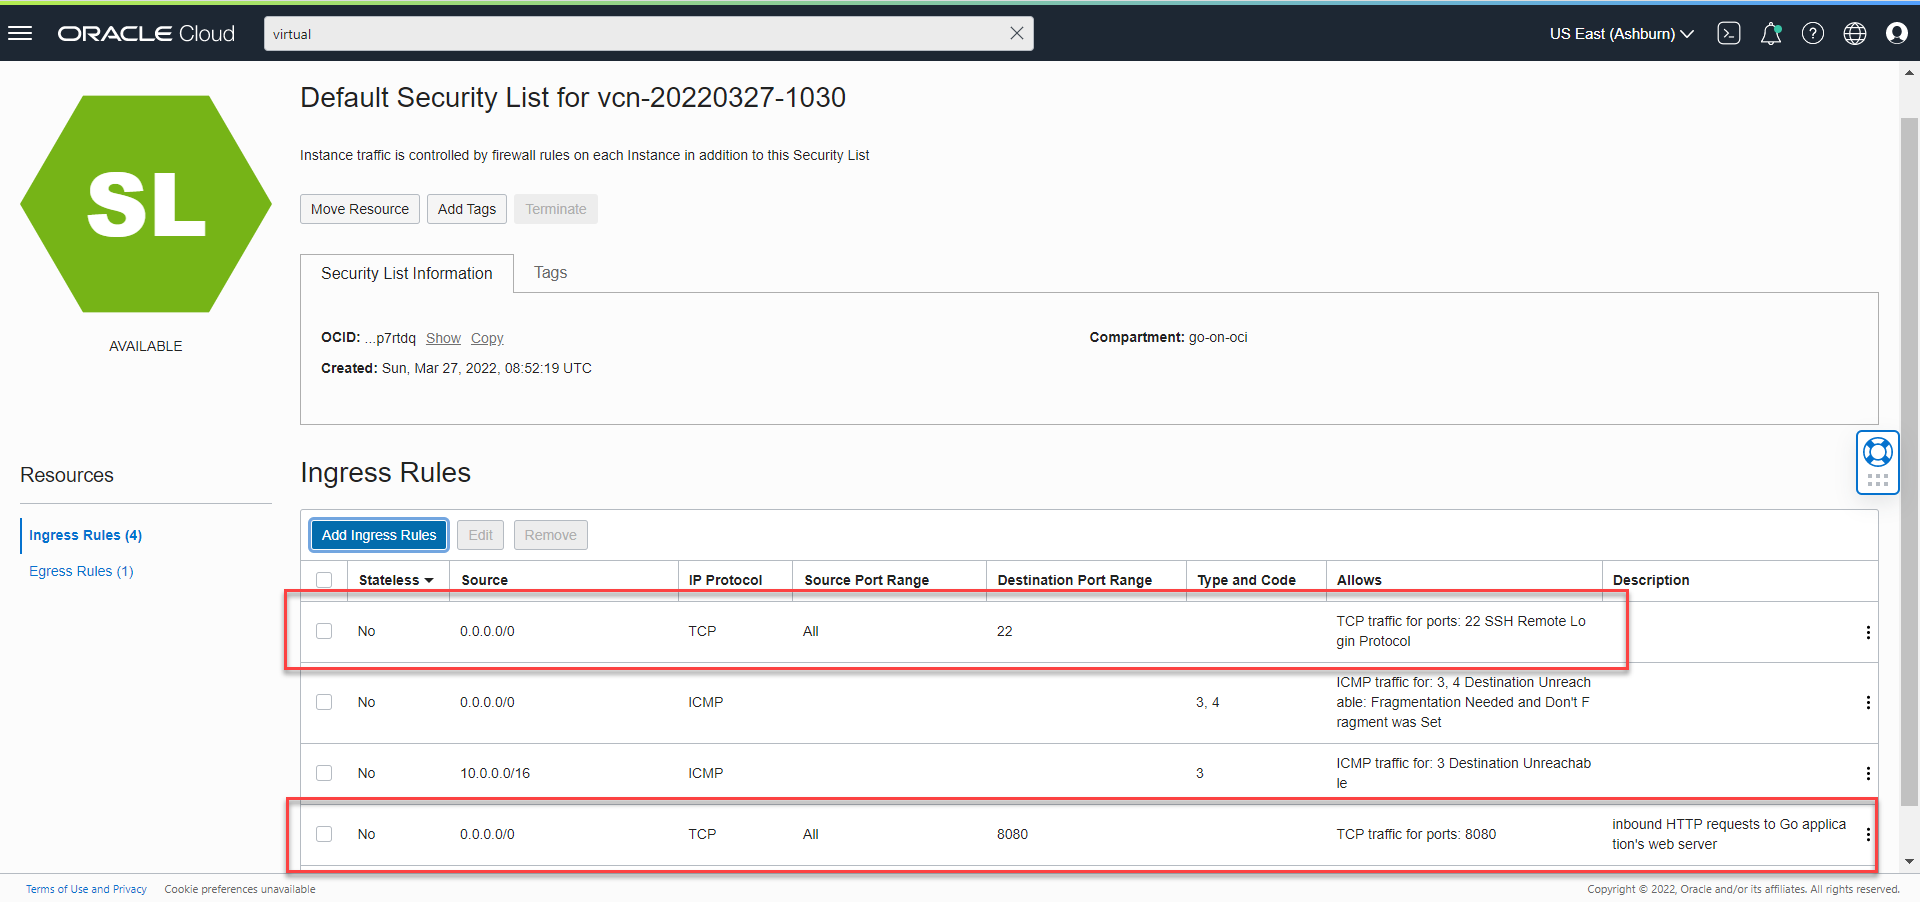 ORACLE Cloud
virtual
US East (Ashburn)
SL
AVAILABLE
Default Security List for vcn-20220327-1030
Instance traffic is controlled by firewall rules on each Instance in addition to this Security List
Move Resource Add Tags Terminate
Security List Information Tags
OCID: ...p7rtdq Show Copy
Compartment: go-on-oci
Created: Sun, Mar 27, 2022, 08:52:19 UTC
Resources
Ingress Rules (4)
Egress Rules (1)
Ingress Rules
Add Ingress Rules Edit Remove
Stateless Source IP Protocol Source Port Range Destination Port Range Type and Code Allows Description
No 0.0.0.0/0 TCP All 22 TCP traffic for ports: 22 SSH Remote Lo
gin Protocol
No 0.0.0.0/0 ICMP 3, 4 ICMP traffic for: 3, 4 Destination Unreach
able: Fragmentation Needed and Don't F
ragment was Set
No 10.0.0.0/16 ICMP 3 ICMP traffic for: 3 Destination Unreachab
le
No 0.0.0.0/0 TCP All 8080 TCP traffic for ports: 8080 inbound HTTP requests to Go applica
tion's web server
Terms of Use and Privacy Cookie preferences unavailable
Copyright © 2022, Oracle and/or its affiliates. All rights reserved.